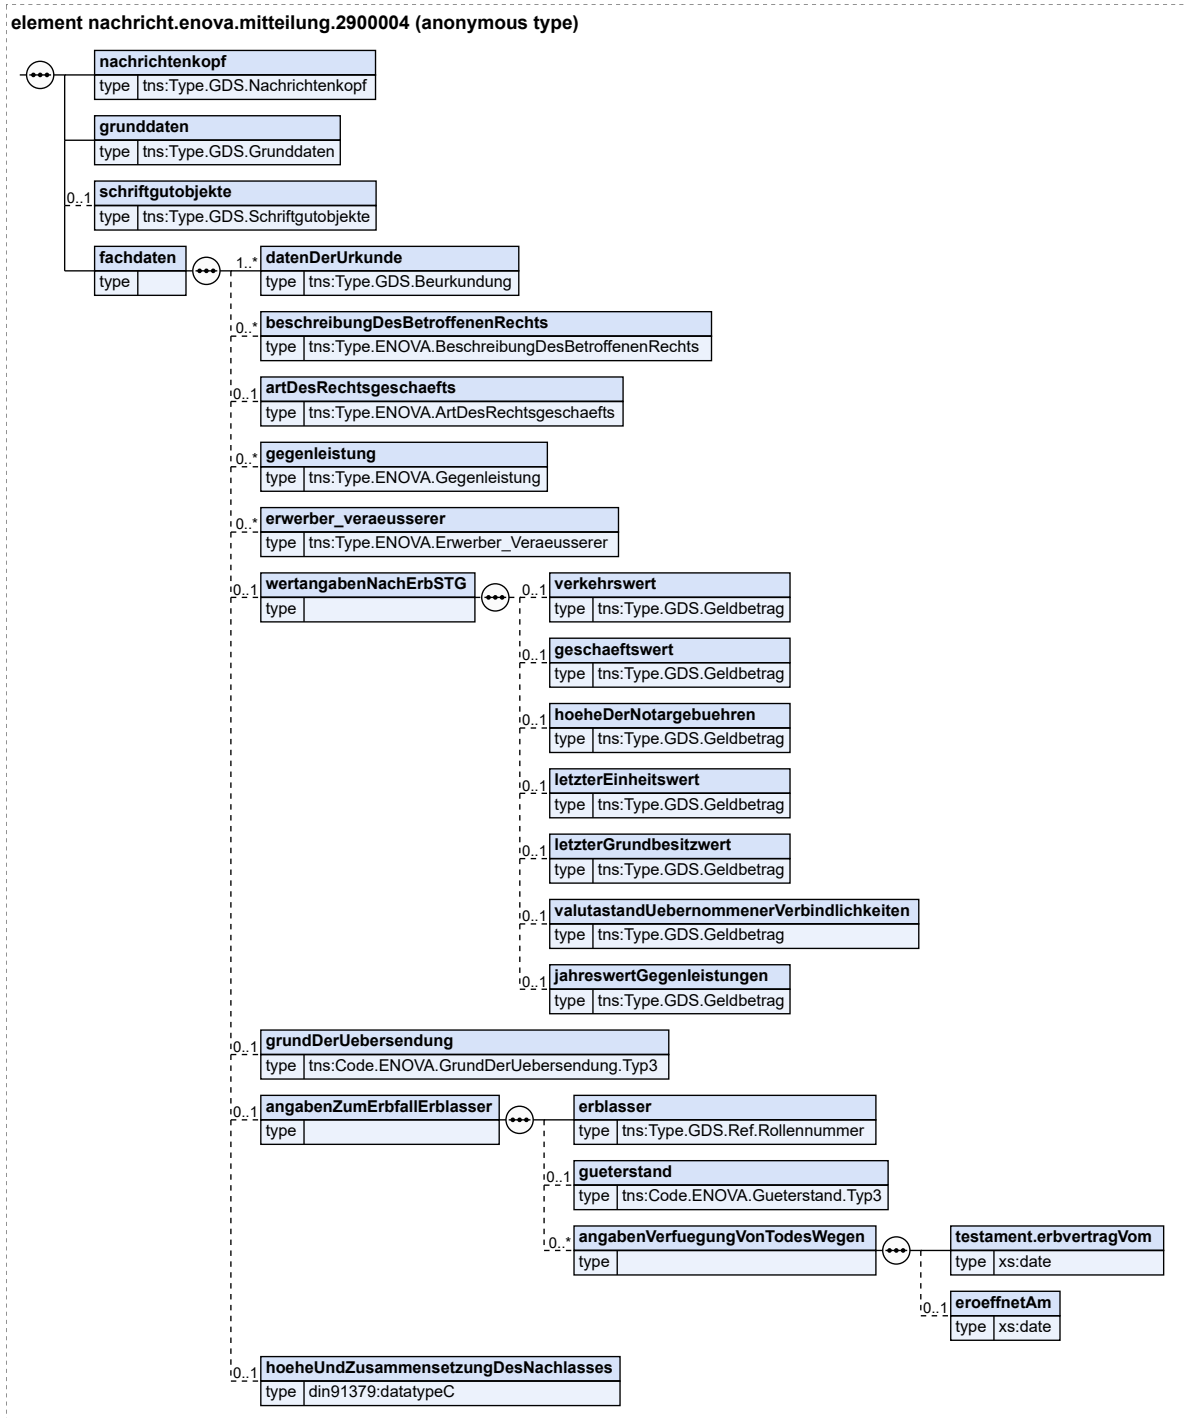 element nachricht.enova.mitteilung.2900004 (anonymous type)
nachrichtenkopf
type tns:Type.GDS.Nachrichtenkopf
grunddaten
type tns:Type.GDS.Grunddaten
0..1 schriftgutobjekte
type tns:Type.GDS.Schriftgutobjekte
fachdaten
type
1..* datenDerUrkunde
type tns:Type.GDS.Beurkundung
0..* beschreibungDesBetroffenenRechts
type tns:Type.ENOVA.BeschreibungDesBetroffenenRechts
0..1 artDesRechtsgeschaefts
type tns:Type.ENOVA.ArtDesRechtsgeschaefts
0..* gegenleistung
type tns:Type.ENOVA.Gegenleistung
0..* erwerber_veraeusserer
type tns:Type.ENOVA.Erwerber_Veraeusserer
0..1 wertangabenNachErbSTG
type
0..1 verkehrswert
type tns:Type.GDS.Geldbetrag
0..1 geschaeftswert
type tns:Type.GDS.Geldbetrag
0..1 hoeheDerNotargebuehren
type tns:Type.GDS.Geldbetrag
0..1 letzterEinheitswert
type tns:Type.GDS.Geldbetrag
0..1 letzterGrundbesitzwert
type tns:Type.GDS.Geldbetrag
0..1 valutastandUebernommenerVerbindlichkeiten
type tns:Type.GDS.Geldbetrag
0..1 jahreswertGegenleistungen
type tns:Type.GDS.Geldbetrag
0..1 grundDerUebersendung
type tns:Code.ENOVA.GrundDerUebersendung.Typ3
0..1 angabenZumErbfallErblasser
type
erblasser
type tns:Type.GDS.Ref.Rollennummer
0..1 gueterstand
type tns:Code.ENOVA.Gueterstand.Typ3
0..* angabenVerfuegungVonTodesWegen
type
testament.erbvertragVom
type xs:date
0..1 eroeffnetAm
type xs:date
0..1 hoeheUndZusammensetzungDesNachlasses
type din91379:datatypeC